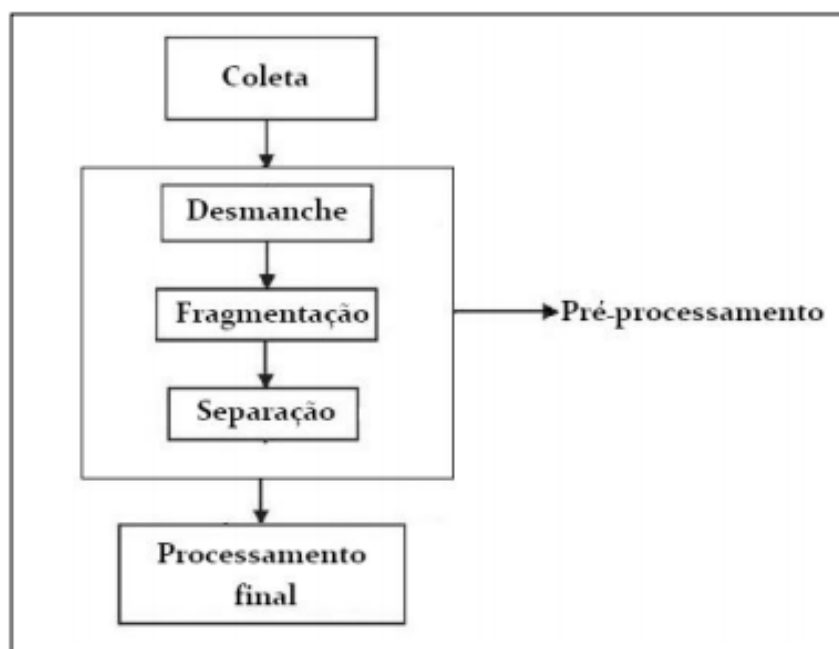 Coleta
Desmanche
Fragmentação
Pré-processamento
Separação
Processamento
final